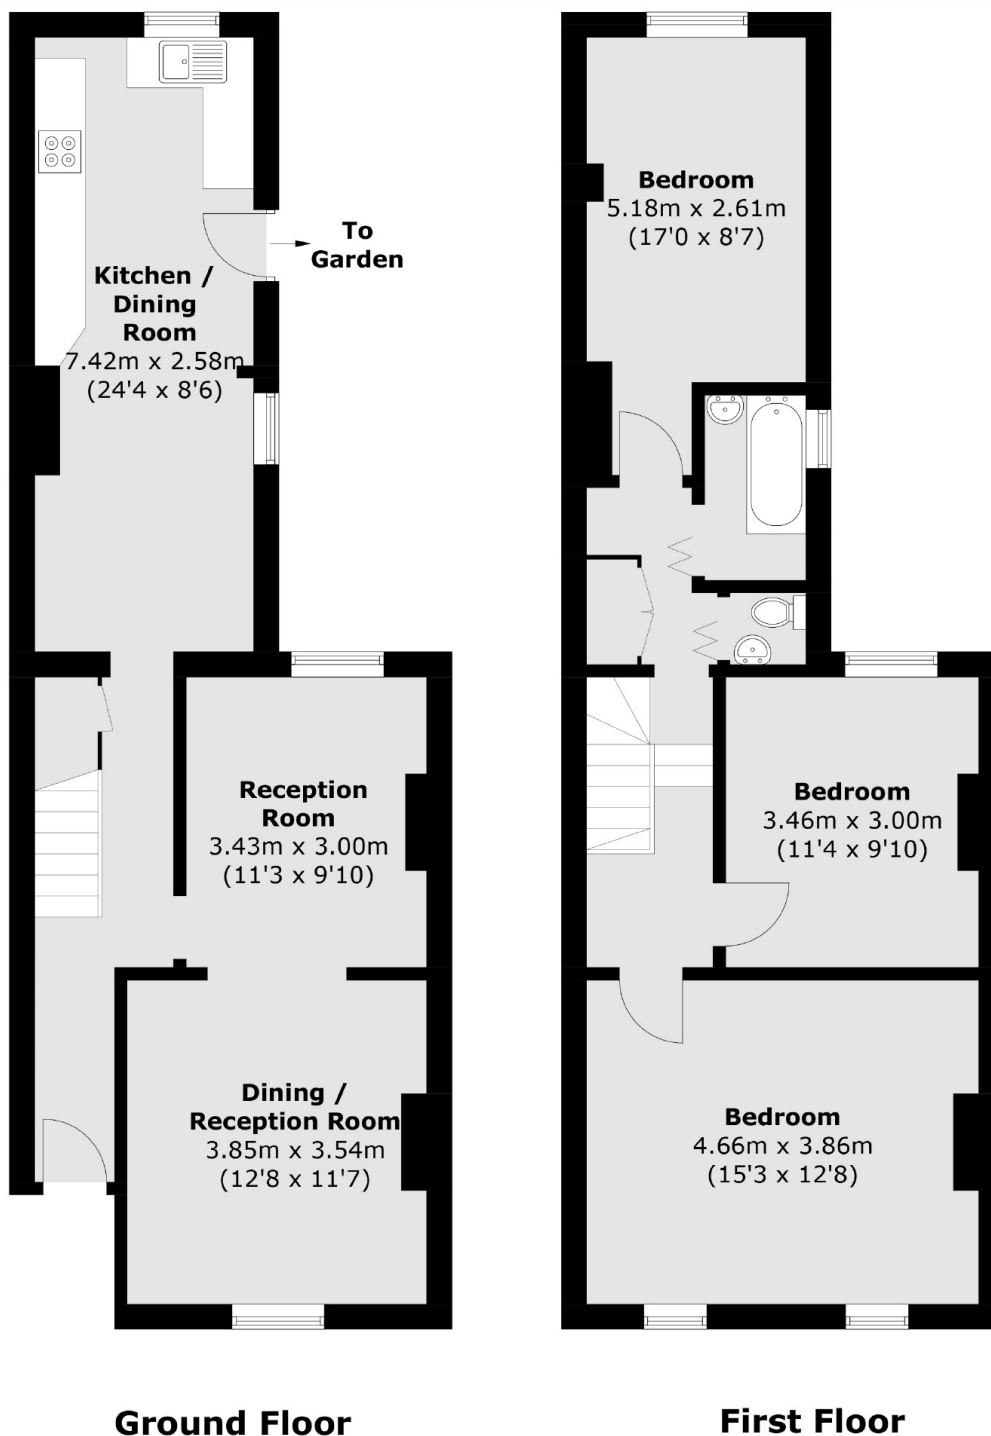 To
Garden
Kitchen /
Dining
Room
7.42m x 2.58m
(24'4 x 8'6)
Reception
Room
3.43m x 3.00m
(11'3 x 9'10)
Dining /
Reception Room
3.85m x 3.54m
(12'8 x 11'7)
Ground Floor
Bedroom
5.18m x 2.61m
(17'0 x 8'7)
Bedroom
3.46m x 3.00m
(11'4 x 9'10)
Bedroom
4.66m x 3.86m
(15'3 x 12'8)
First Floor